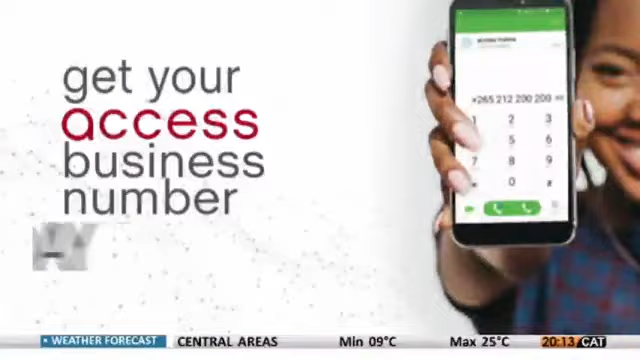 get your
access
business
number
+265 212 200 200
1 2 3
5 6
7 8 9
* 0 #
• WEATHER FORECAST CENTRAL AREAS Min 09°C Max 25°C 20:13 CAT